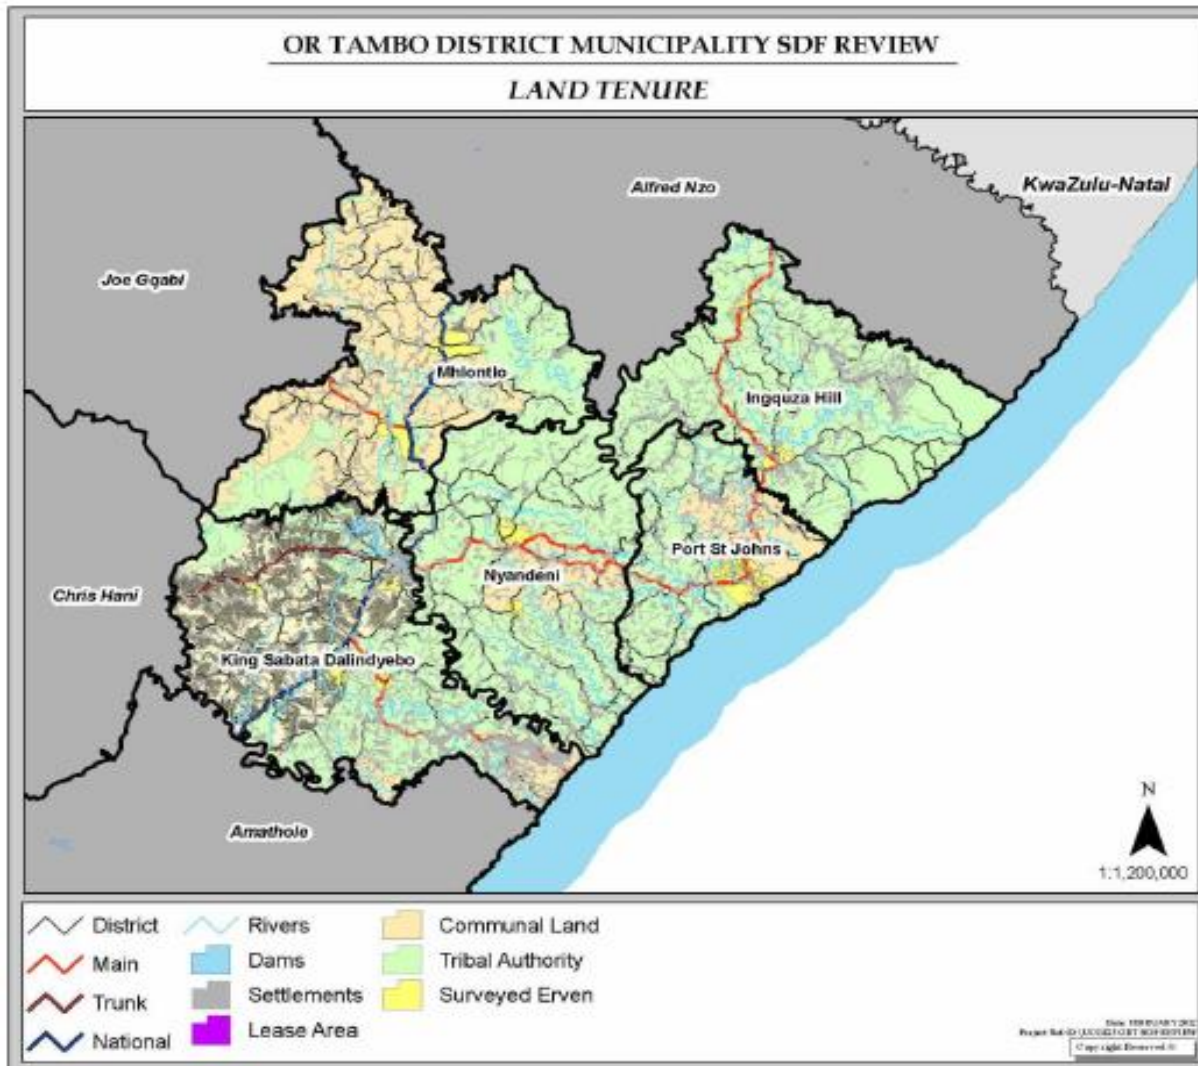 OR TAMBO DISTRICT MUNICIPALITY SDF REVIEW
LAND TENURE
Alfred Nzo
KwaZulu-Natal
Joe Gqabi
Mhlontlo
Ingquza Hill
Port St Johns
Nyandeni
Chris Hani
King Sabata Dalindyebo
Amathole
N
1:1,200,000
District
Rivers
Communal Land
Main
Dams
Tribal Authority
Trunk
Settlements
Surveyed Erven
National
Lease Area
Copyright Reserved ©